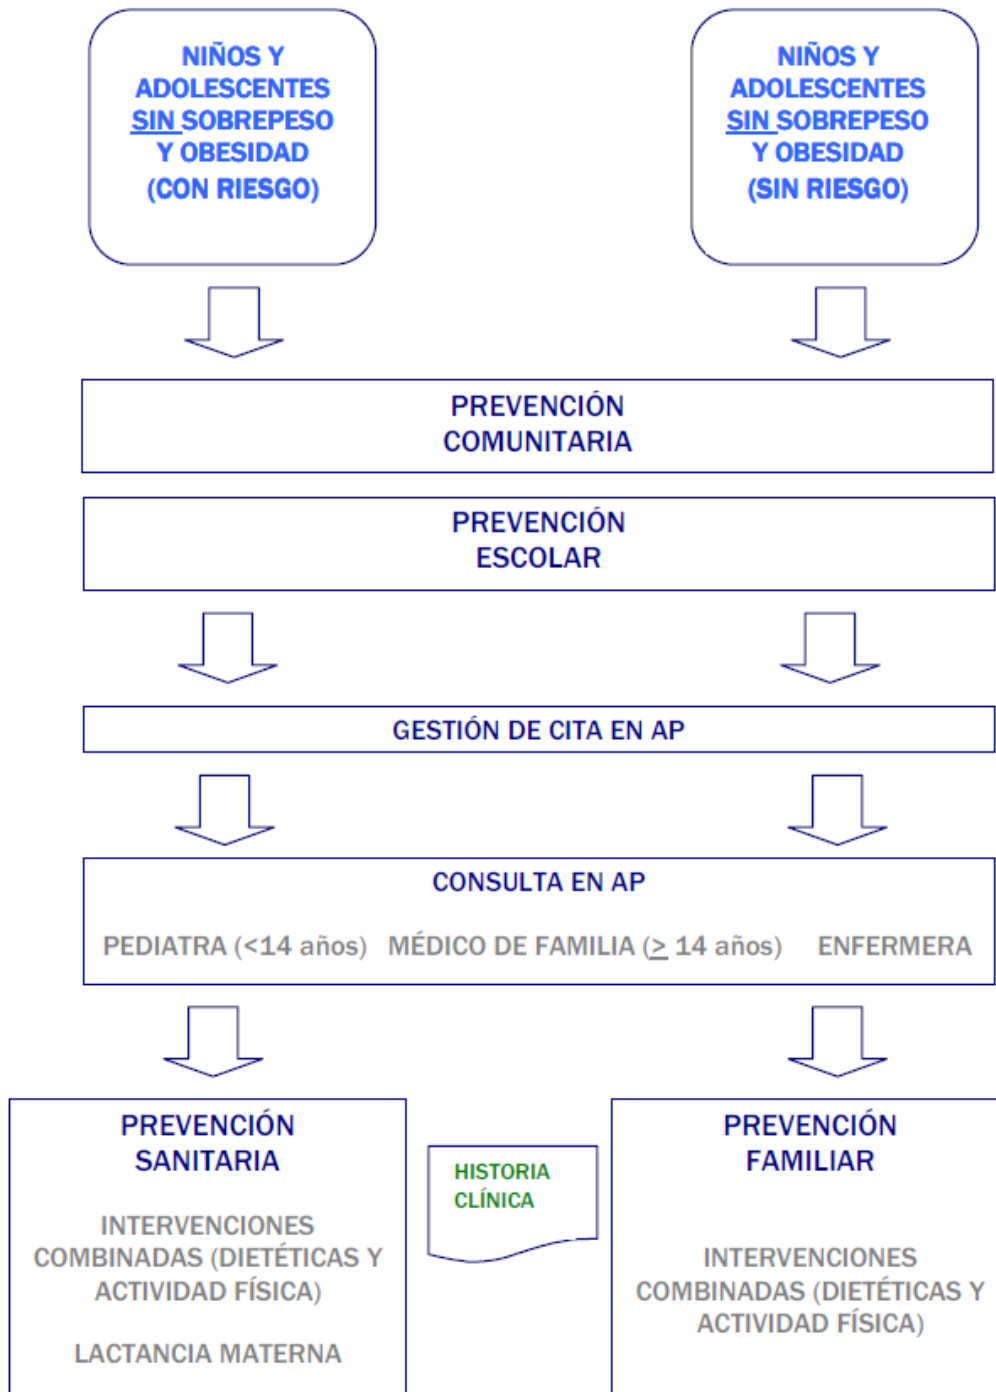 NIÑOS Y
ADOLESCENTES
SIN SOBREPESO
Y OBESIDAD
(CON RIESGO)
NIÑOS Y
ADOLESCENTES
SIN SOBREPESO
Y OBESIDAD
(SIN RIESGO)
PREVENCIÓN
COMUNITARIA
PREVENCIÓN
ESCOLAR
GESTIÓN DE CITA EN AP
CONSULTA EN AP
PEDIATRA (<14 años) MÉDICO DE FAMILIA (≥ 14 años) ENFERMERA
PREVENCIÓN
SANITARIA
INTERVENCIONES
COMBINADAS (DIETÉTICAS Y
ACTIVIDAD FÍSICA)
LACTANCIA MATERNA
HISTORIA
CLÍNICA
PREVENCIÓN
FAMILIAR
INTERVENCIONES
COMBINADAS (DIETÉTICAS Y
ACTIVIDAD FÍSICA)